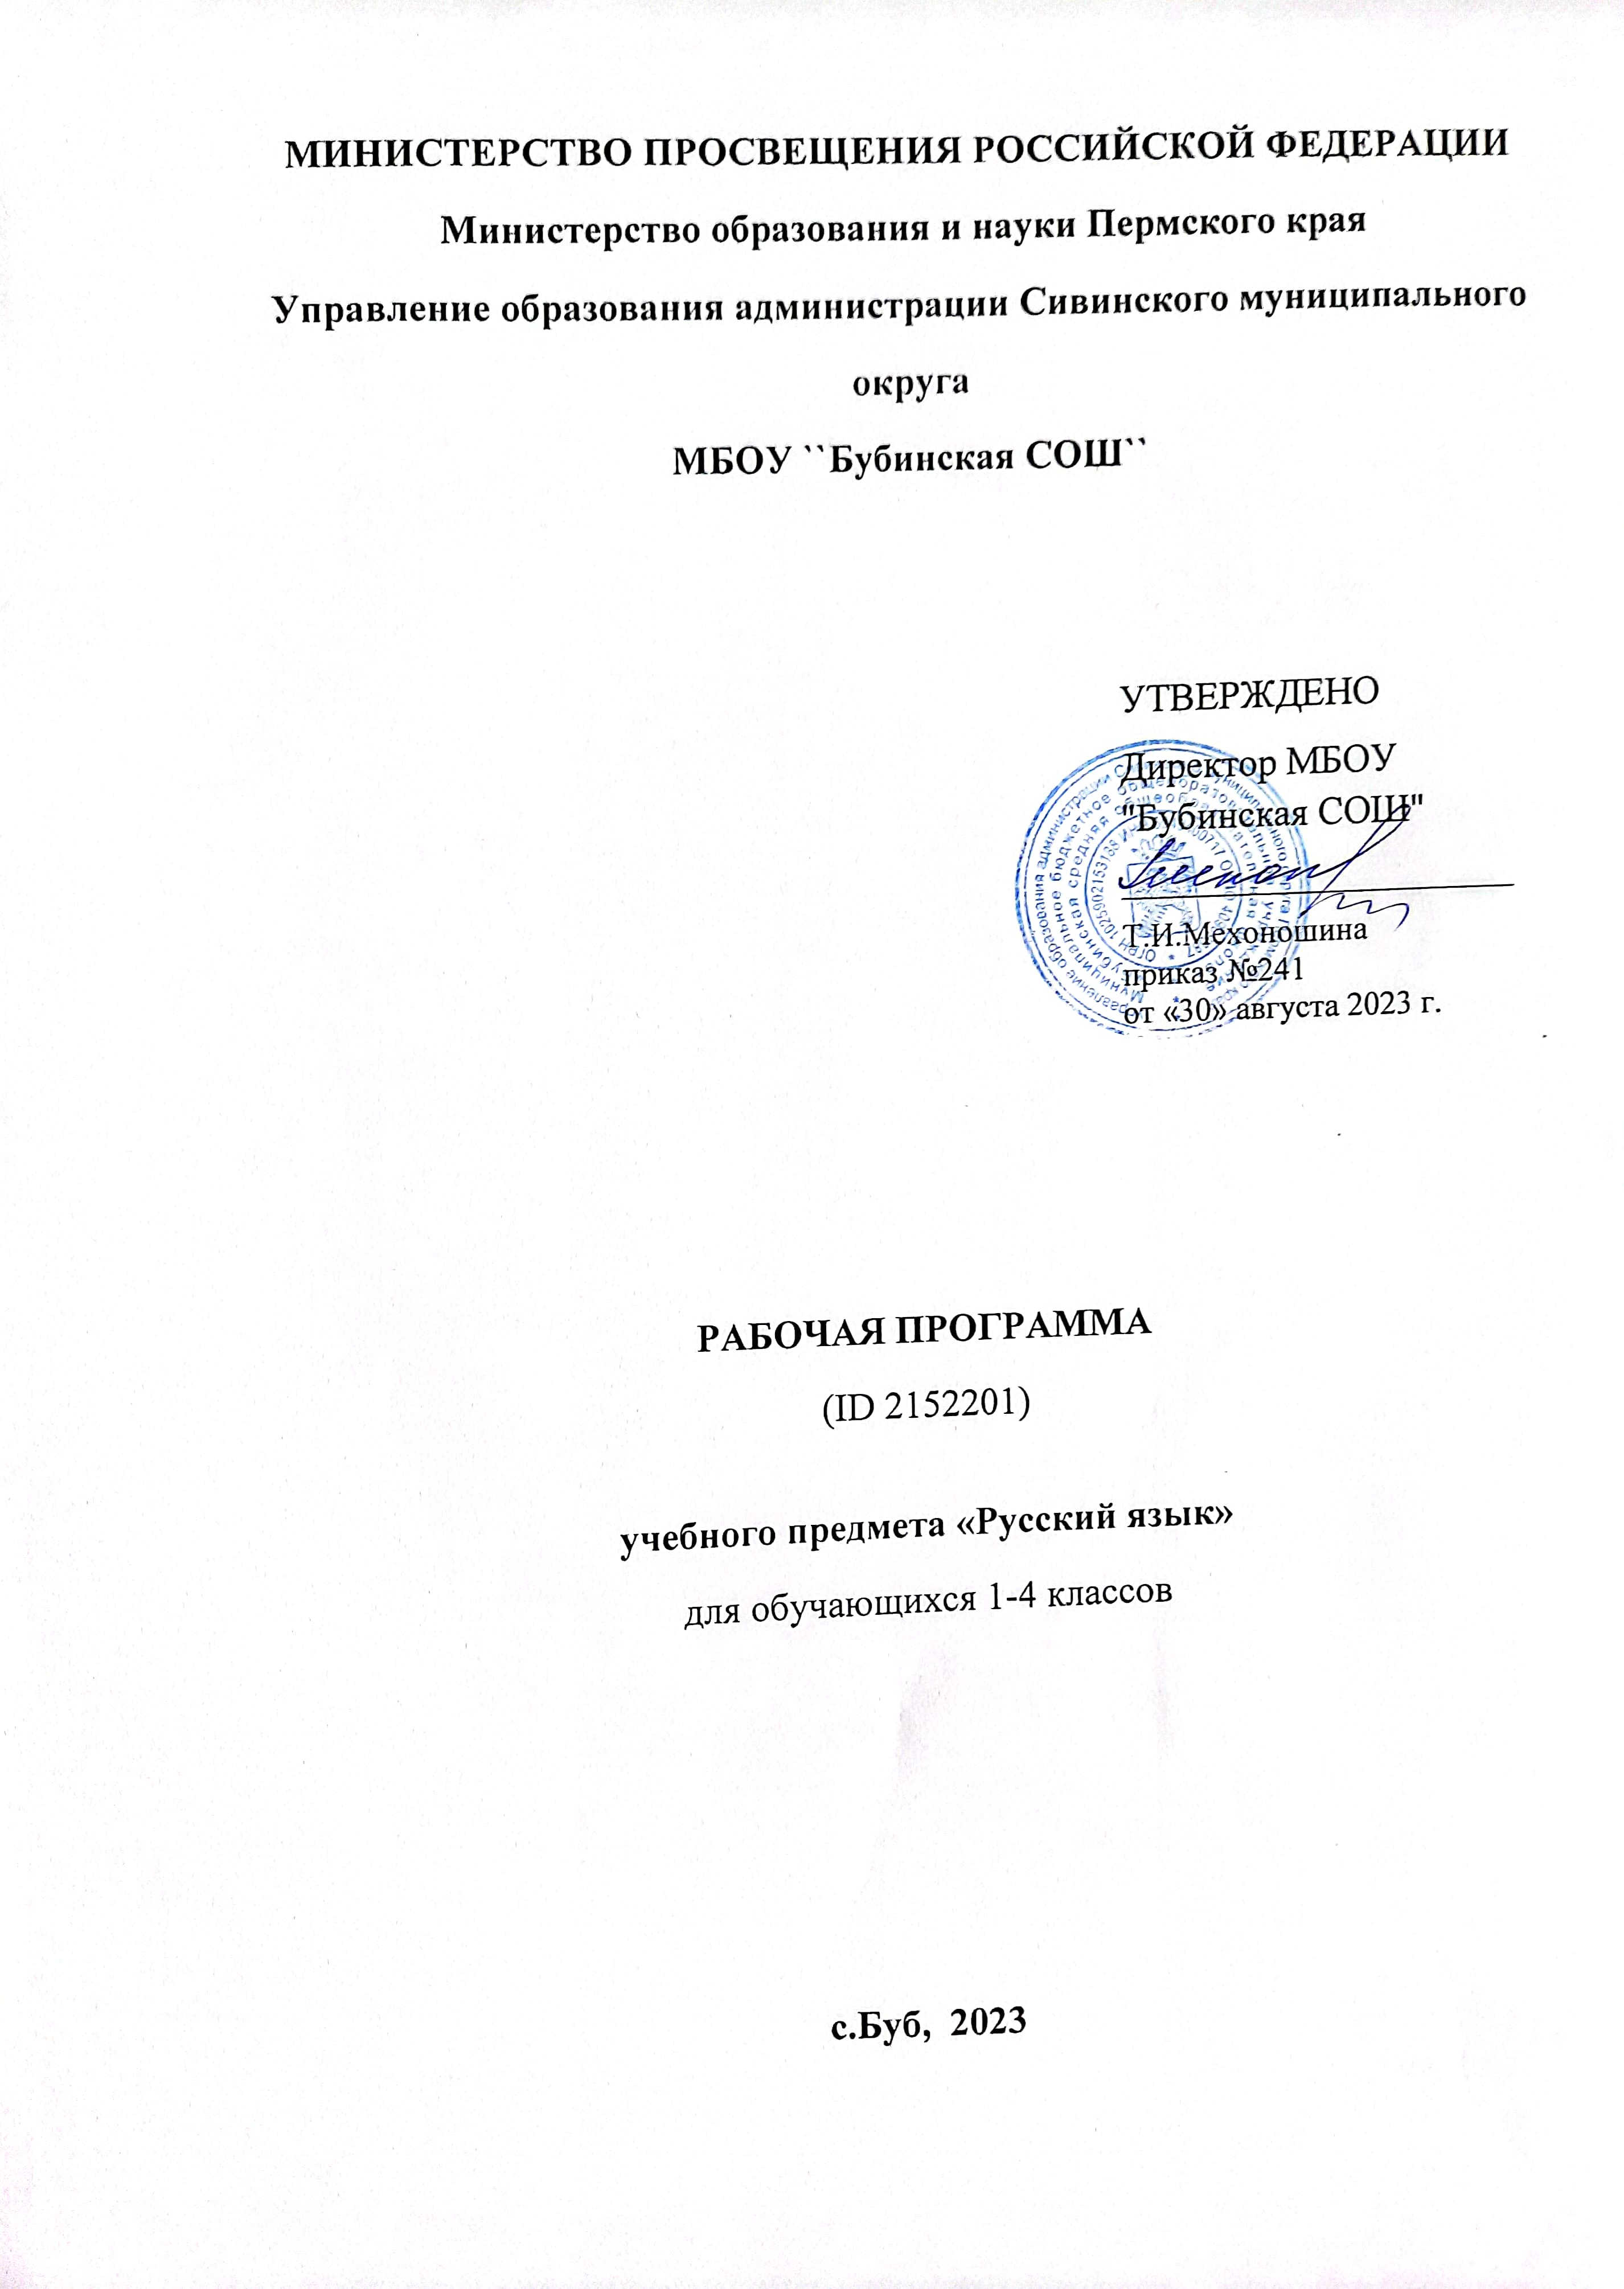 МИНИСТЕРСТВО ПРОСВЕЩЕНИЯ РОССИЙСКОЙ ФЕДЕРАЦИИ
Министерство образования и науки Пермского края
Управление образования администрации Сивинского муниципального
округа
МБОУ ``Бубинская СОШ``
УТВЕРЖДЕНО
Директор МБОУ
"Бубинская СОШ"
Т.И.Мехоношина
приказ №241
от «30» августа 2023 г.
РАБОЧАЯ ПРОГРАММА
(ID 2152201)
учебного предмета «Русский язык»
для обучающихся 1-4 классов
с.Буб, 2023